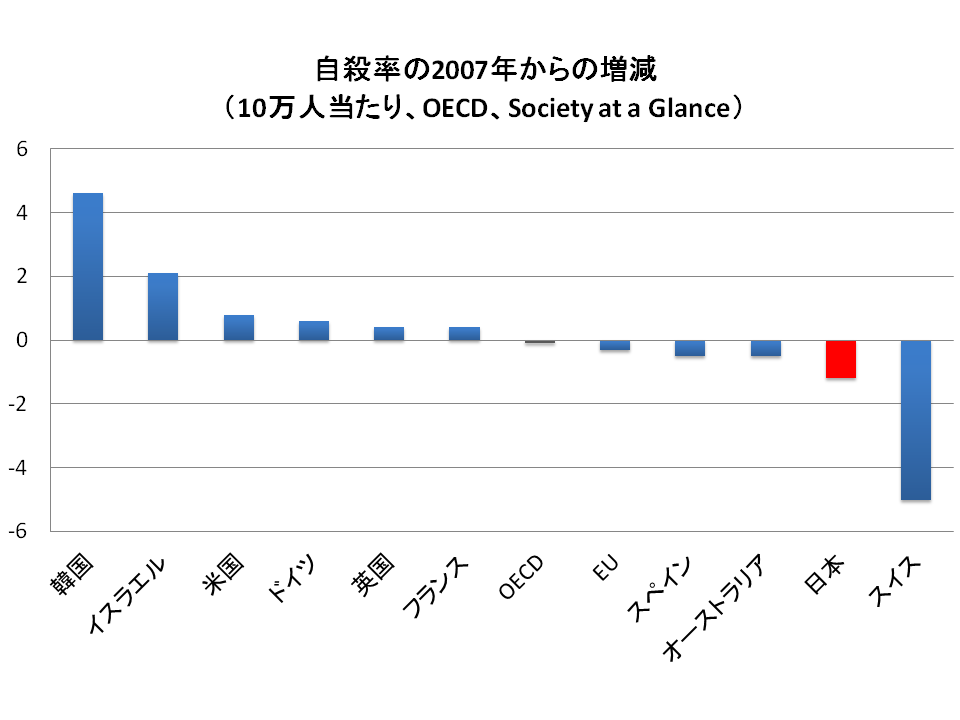 自殺率の2007年からの増減
（10万人当たり、OECD、Society at a Glance）
6
4
2
0
-2
-4
-6
韓国
イスラエル
米国
ドイツ
英国
フランス
OECD
EU
スペイン
オーストラリア
日本
スイス